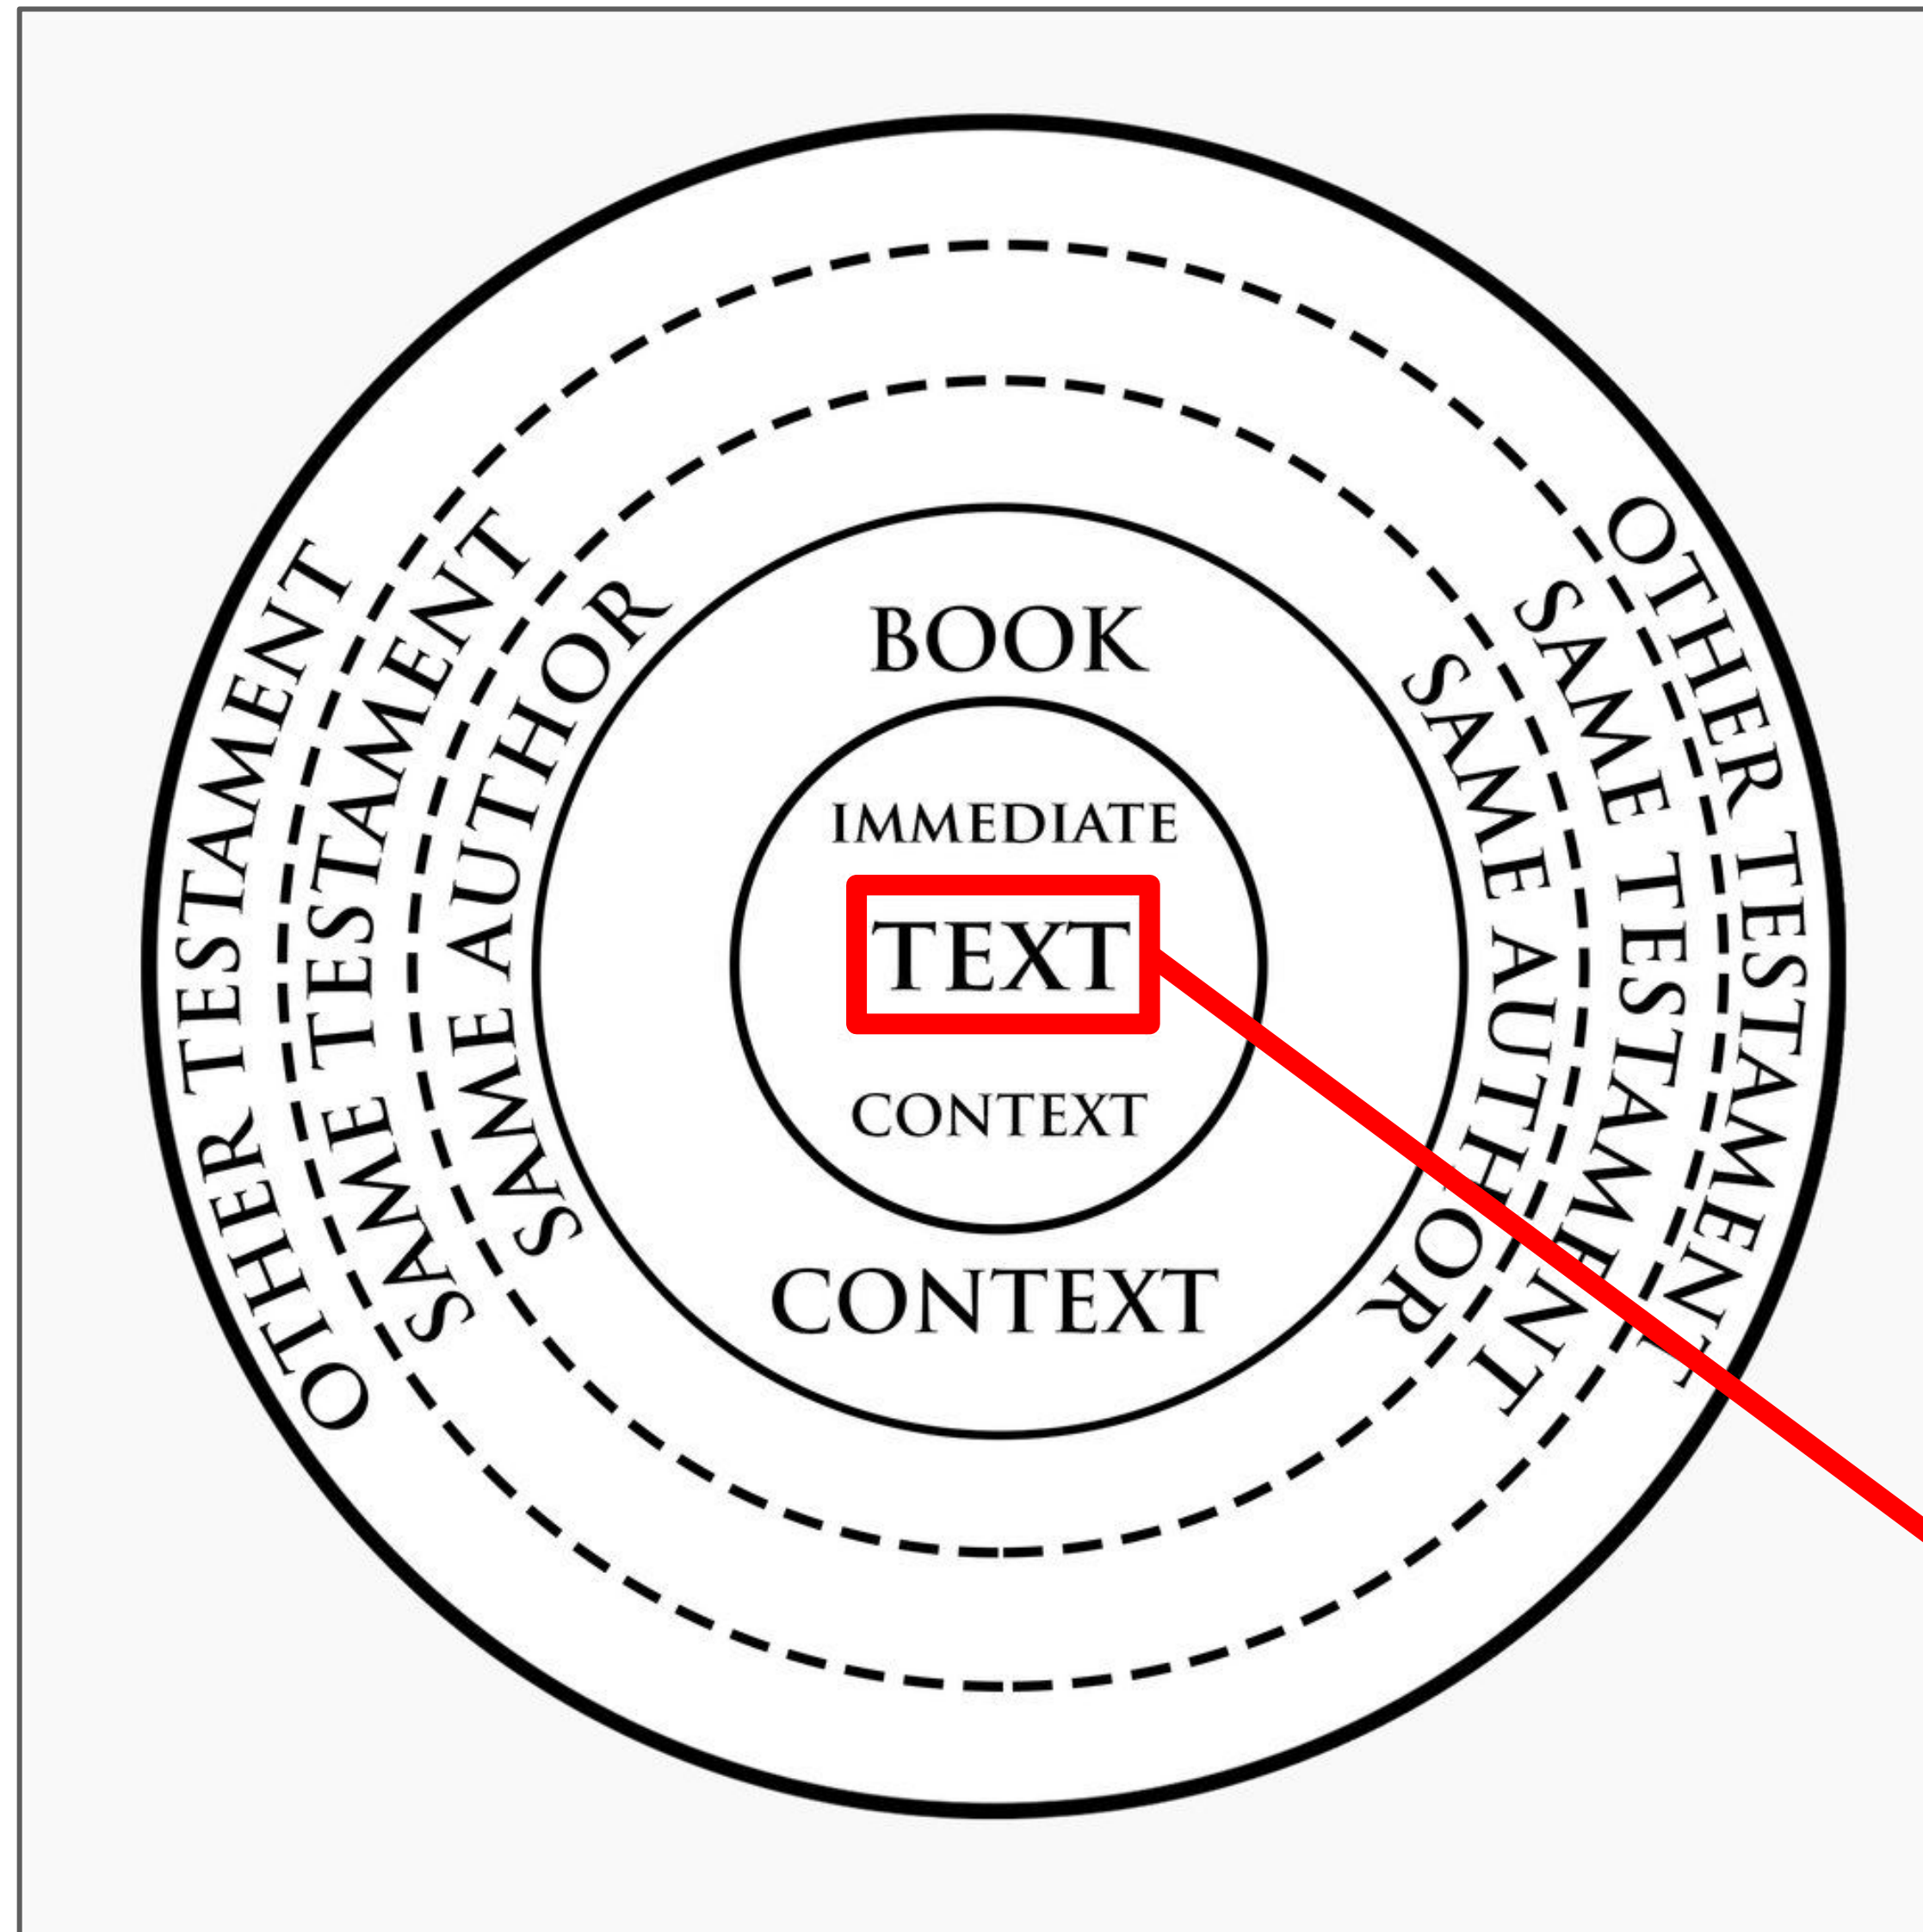 BOOK
IMMEDIATE
TEXT
CONTEXT
CONTEXT
SAME AUTHOR
SAME AUTHOR
SAME TESTAMENT
SAME TESTAMENT
OTHER TESTAMENT
OTHER TESTAMENT